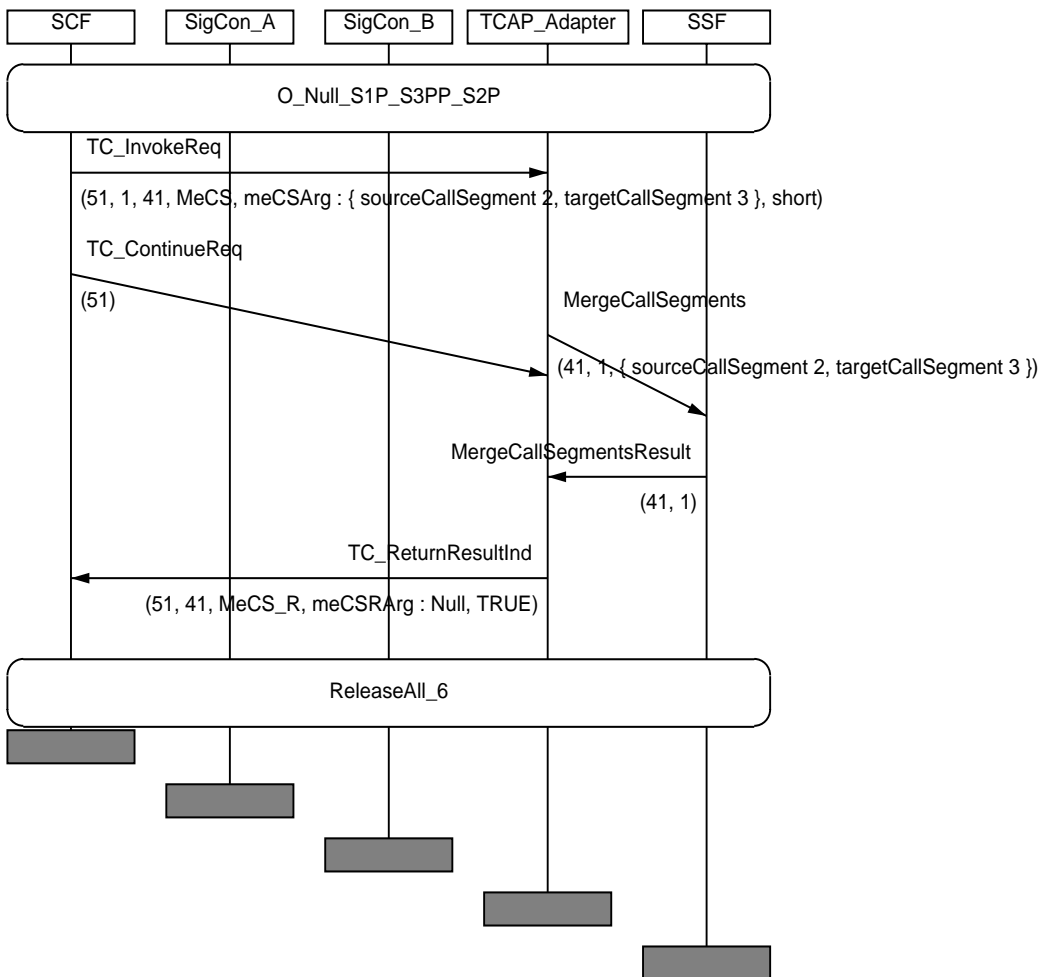 SCF SigCon_A SigCon_B TCAP_Adapter SSF
O_Null_S1P_S3PP_S2P
TC_InvokeReq
(51, 1, 41, MeCS, meCSArg : { sourceCallSegment 2, targetCallSegment 3 }, short)
TC_ContinueReq
(51)
MergeCallSegments
(41, 1, { sourceCallSegment 2, targetCallSegment 3 })
MergeCallSegmentsResult
(41, 1)
TC_ReturnResultInd
(51, 41, MeCS_R, meCSRArg : Null, TRUE)
ReleaseAll_6